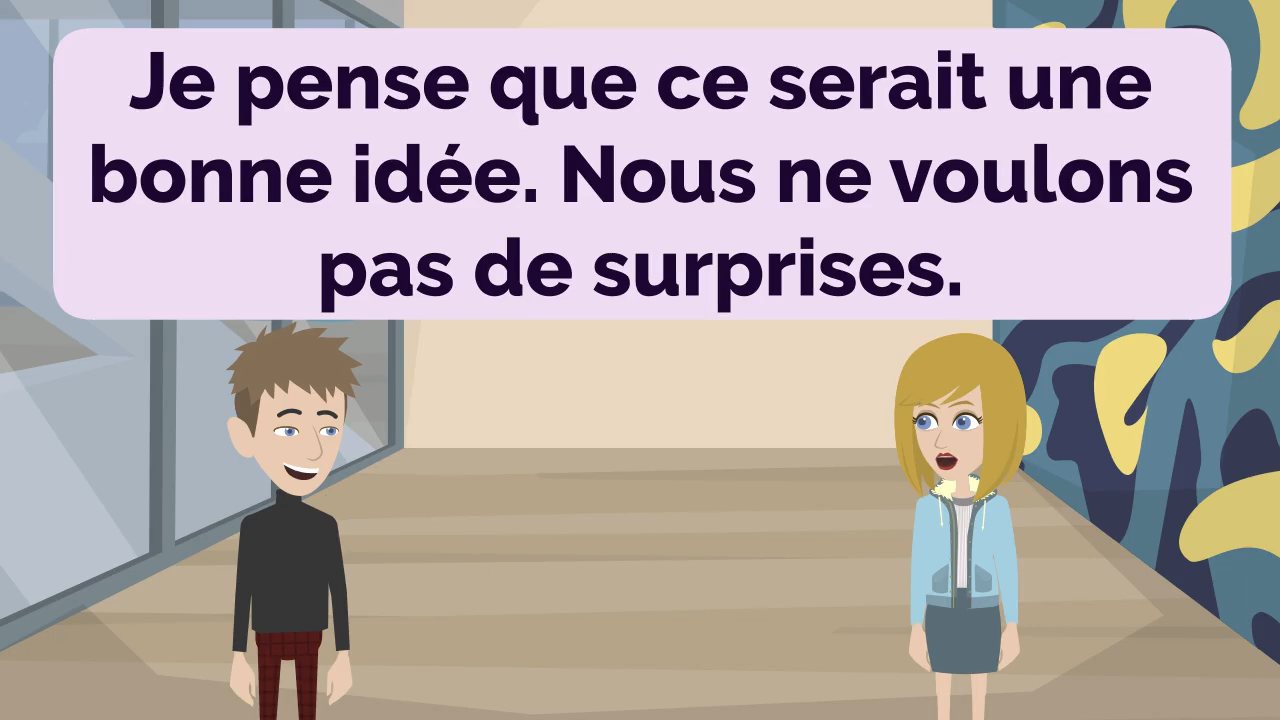 Je pense que ce serait une
bonne idée. Nous ne voulons
pas de surprises.